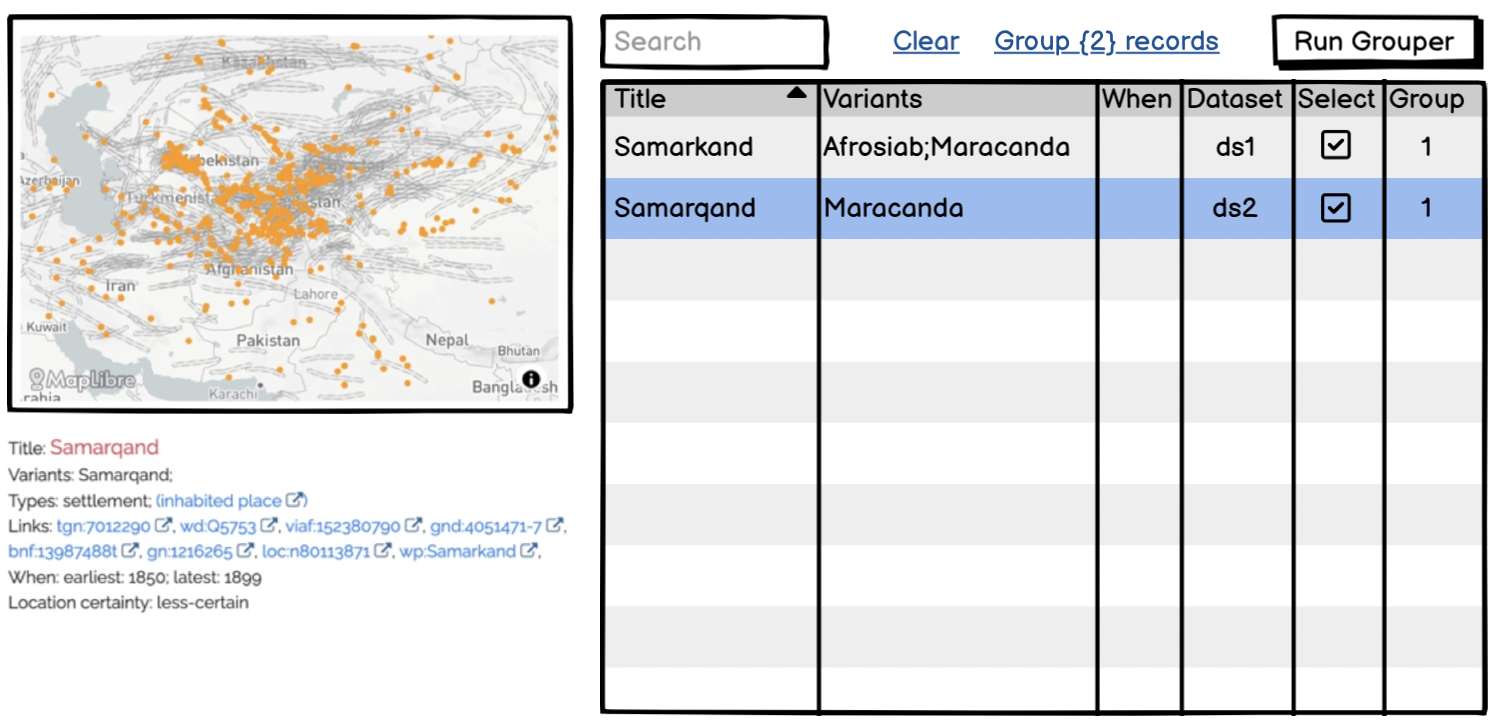 Kazakhstan
bekistan
Azerbaijan
Turkmenist
stan
Afghanistan
Iran
Lahore
Kuwait
Pakistan
Nepal
Bhutan
MapLibre
Bangladesh
rabia
Karachi
Title: Samarqand
Variants: Samarqand;
Types: settlement; (inhabited place)
Links: tgn:7012290, wd:Q5753, viaf:152380790, gnd:4051471-7,
bnf:13987488t, gn:1216265, loc:n80113871, wp:Samarkand,
When: earliest: 1850; latest: 1899
Location certainty: less-certain
Search Clear Group {2} records Run Grouper
Title Variants When Dataset Select Group
Samarkand Afrosiab;Maracanda ds1 1
Samarqand Maracanda ds2 1